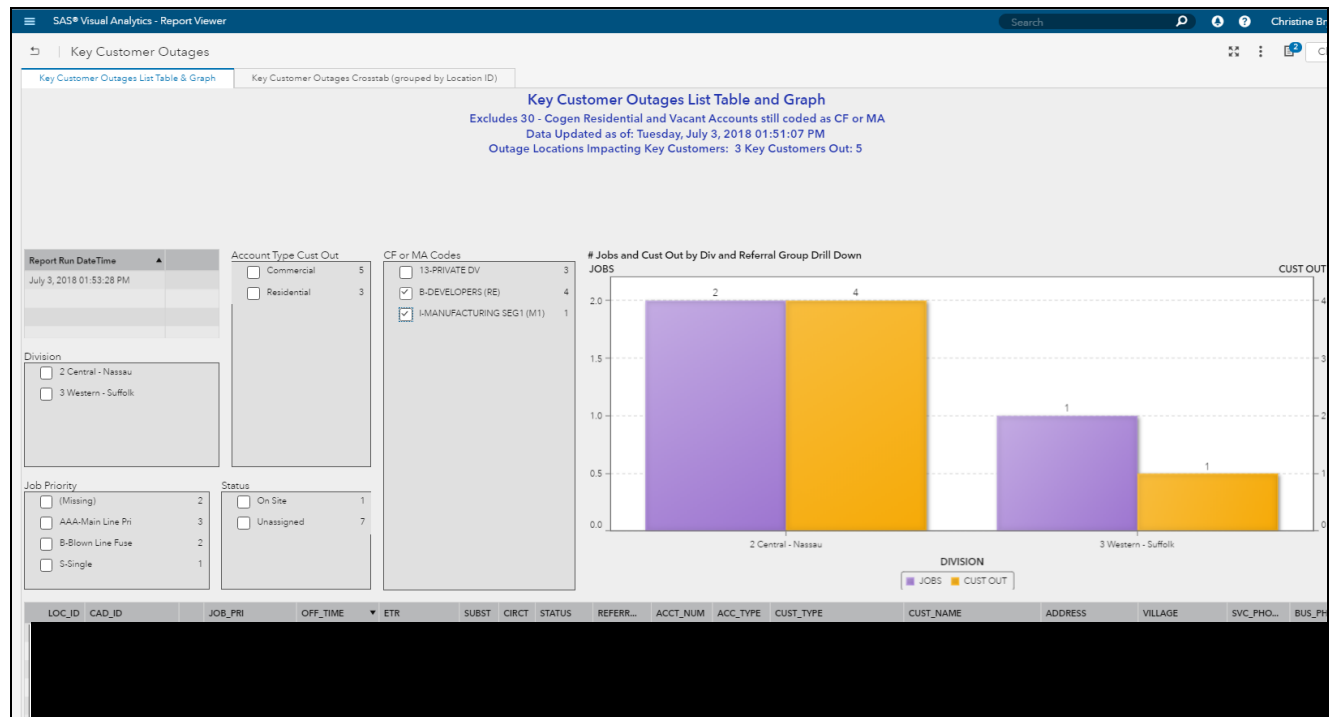 SAS® Visual Analytics - Report Viewer
Search
Christine Br
Key Customer Outages
2
Key Customer Outages List Table & Graph
Key Customer Outages Crosstab (grouped by Location ID)
Key Customer Outages List Table and Graph
Excludes 30 - Cogen Residential and Vacant Accounts still coded as CF or MA
Data Updated as of: Tuesday, July 3, 2018 01:51:07 PM
Outage Locations Impacting Key Customers: 3 Key Customers Out: 5
Report Run DateTime
July 3, 2018 01:53:28 PM
Division
2 Central - Nassau
3 Western - Suffolk
Account Type Cust Out
Commercial 5
Residential 3
CF or MA Codes
13-PRIVATE DV 3
B-DEVELOPERS (RE) 4
I-MANUFACTURING SEG1 (M1) 1
Job Priority
(Missing) 2
AAA-Main Line Pri 3
B-Blown Line Fuse 2
S-Single 1
Status
On Site 1
Unassigned 7
# Jobs and Cust Out by Div and Referral Group Drill Down
JOBS
CUST OUT
2 4
2.0 4
1.5 3
1
1.0 2
1
0.5 1
0.0 0
2 Central - Nassau 3 Western - Suffolk
DIVISION
JOBS CUST OUT
LOC_ID CAD_ID JOB_PRI OFF_TIME ETR SUBST CIRCT STATUS REFERR... ACCT_NUM ACC_TYPE CUST_TYPE CUST_NAME ADDRESS VILLAGE SVC_PHO... BUS_PH